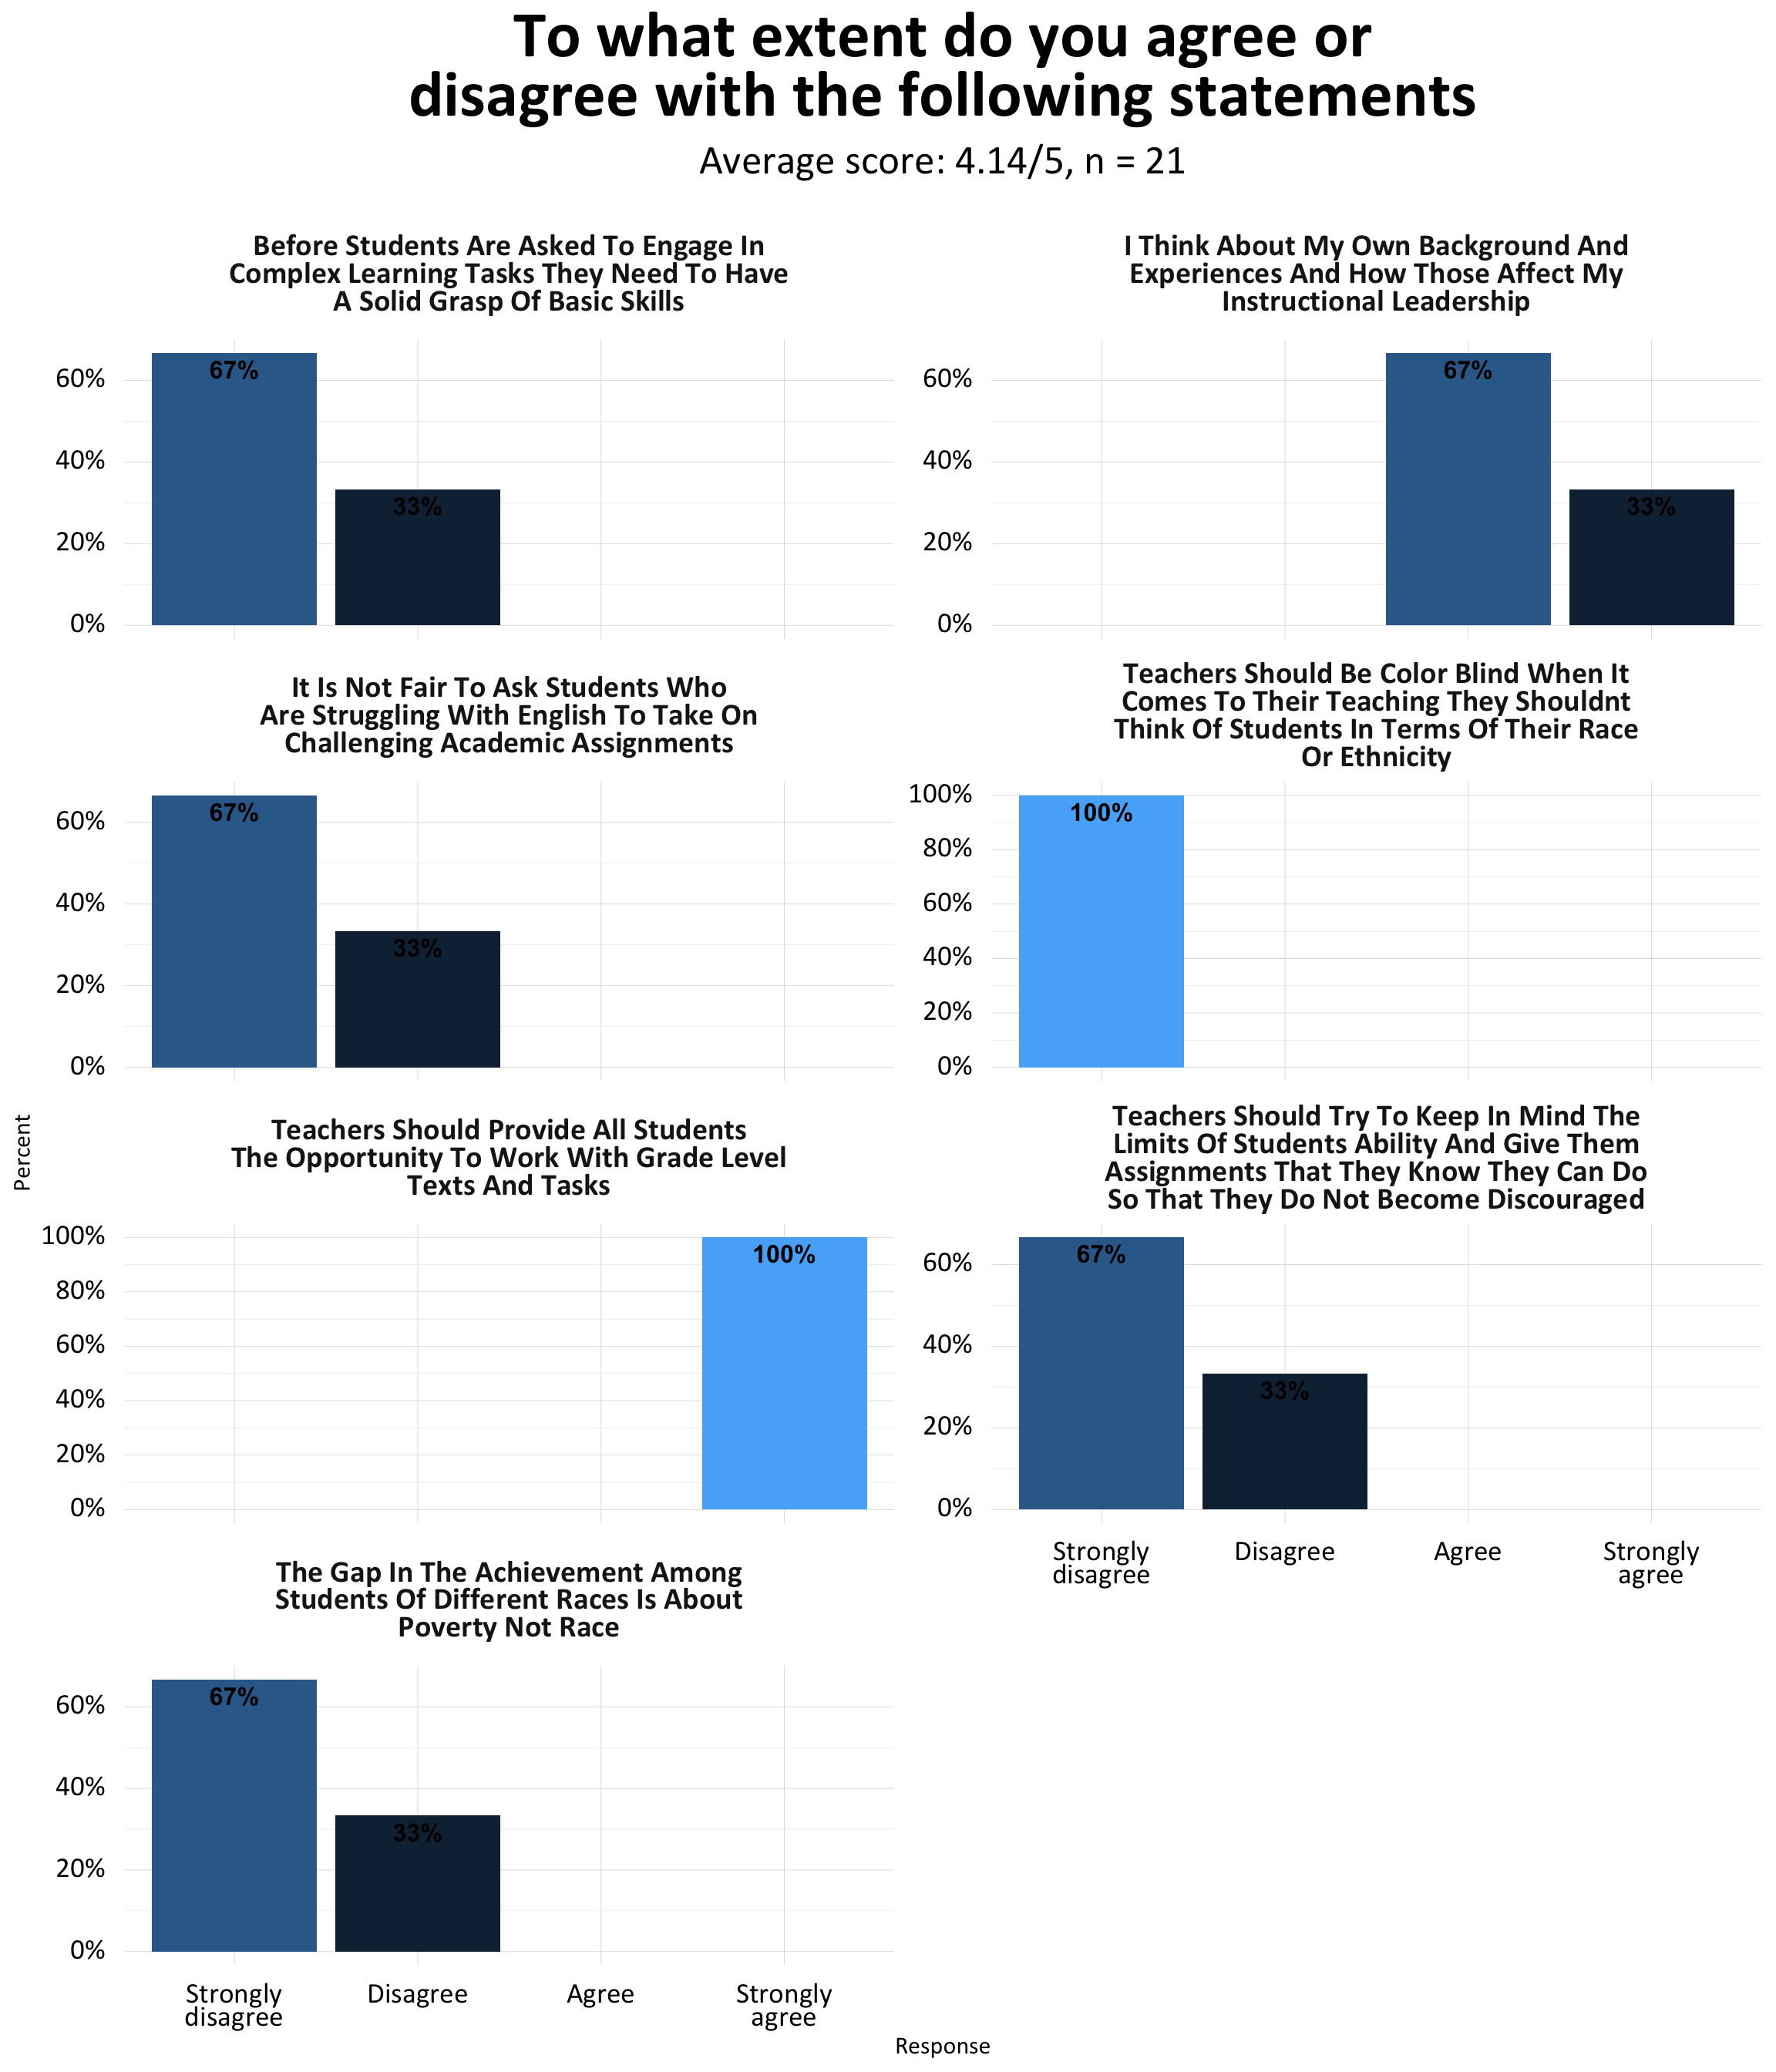 To what extent do you agree or
disagree with the following statements
Average score: 4.14/5, n = 21
Before Students Are Asked To Engage In
Complex Learning Tasks They Need To Have
A Solid Grasp Of Basic Skills
60%
40%
20%
0%
67%
33%
I Think About My Own Background And
Experiences And How Those Affect My
Instructional Leadership
60%
40%
20%
0%
67%
33%
It Is Not Fair To Ask Students Who
Are Struggling With English To Take On
Challenging Academic Assignments
60%
40%
20%
0%
67%
33%
Teachers Should Be Color Blind When It
Comes To Their Teaching They Shouldnt
Think Of Students In Terms Of Their Race
Or Ethnicity
100%
80%
60%
40%
20%
0%
100%
Percent
Teachers Should Provide All Students
The Opportunity To Work With Grade Level
Texts And Tasks
100%
80%
60%
40%
20%
0%
100%
Teachers Should Try To Keep In Mind The
Limits Of Students Ability And Give Them
Assignments That They Know They Can Do
So That They Do Not Become Discouraged
60%
40%
20%
0%
67%
33%
Strongly
disagree
Disagree
Agree
Strongly
agree
The Gap In The Achievement Among
Students Of Different Races Is About
Poverty Not Race
60%
40%
20%
0%
67%
33%
Strongly
disagree
Disagree
Agree
Strongly
agree
Response